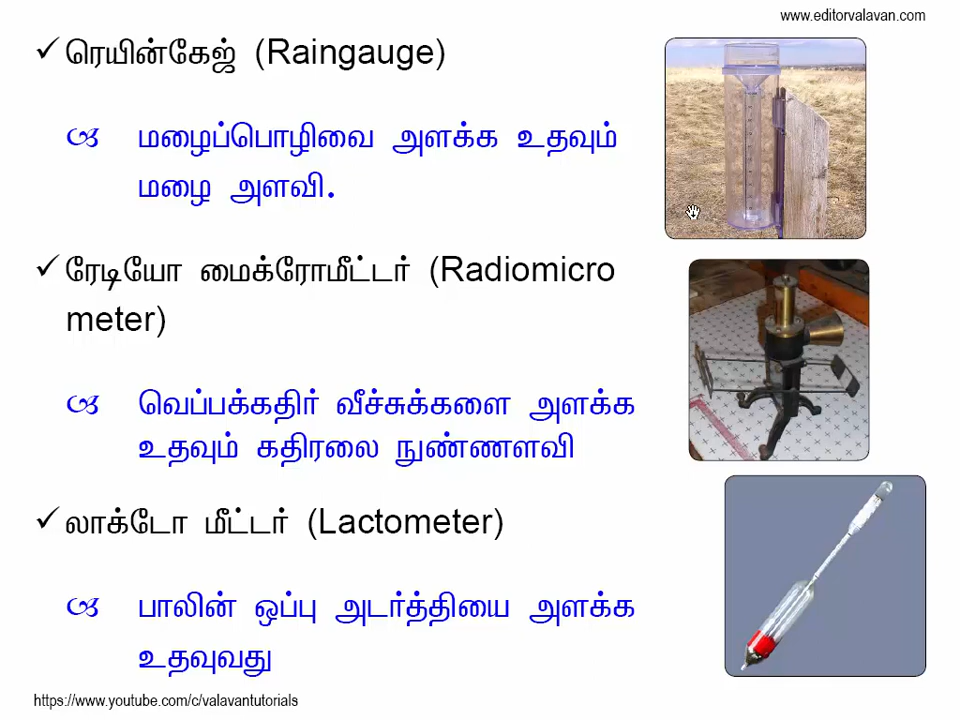 www.editorvalavan.com
✓ ரெயின்கேஜ் (Raingauge)
மழைப்பொழிவை அளக்க உதவும்
மழை அளவி.
✓ ரேடியோ மைக்ரோமீட்டர் (Radiomicro
meter)
வெப்பக்கதிர் வீச்சுக்களை அளக்க
உதவும் கதிரலை நுண்ணளவி
✓ லாக்டோ மீட்டர் (Lactometer)
பாலின் ஒப்பு அடர்த்தியை அளக்க
உதவுவது
https://www.youtube.com/c/valavantutorials